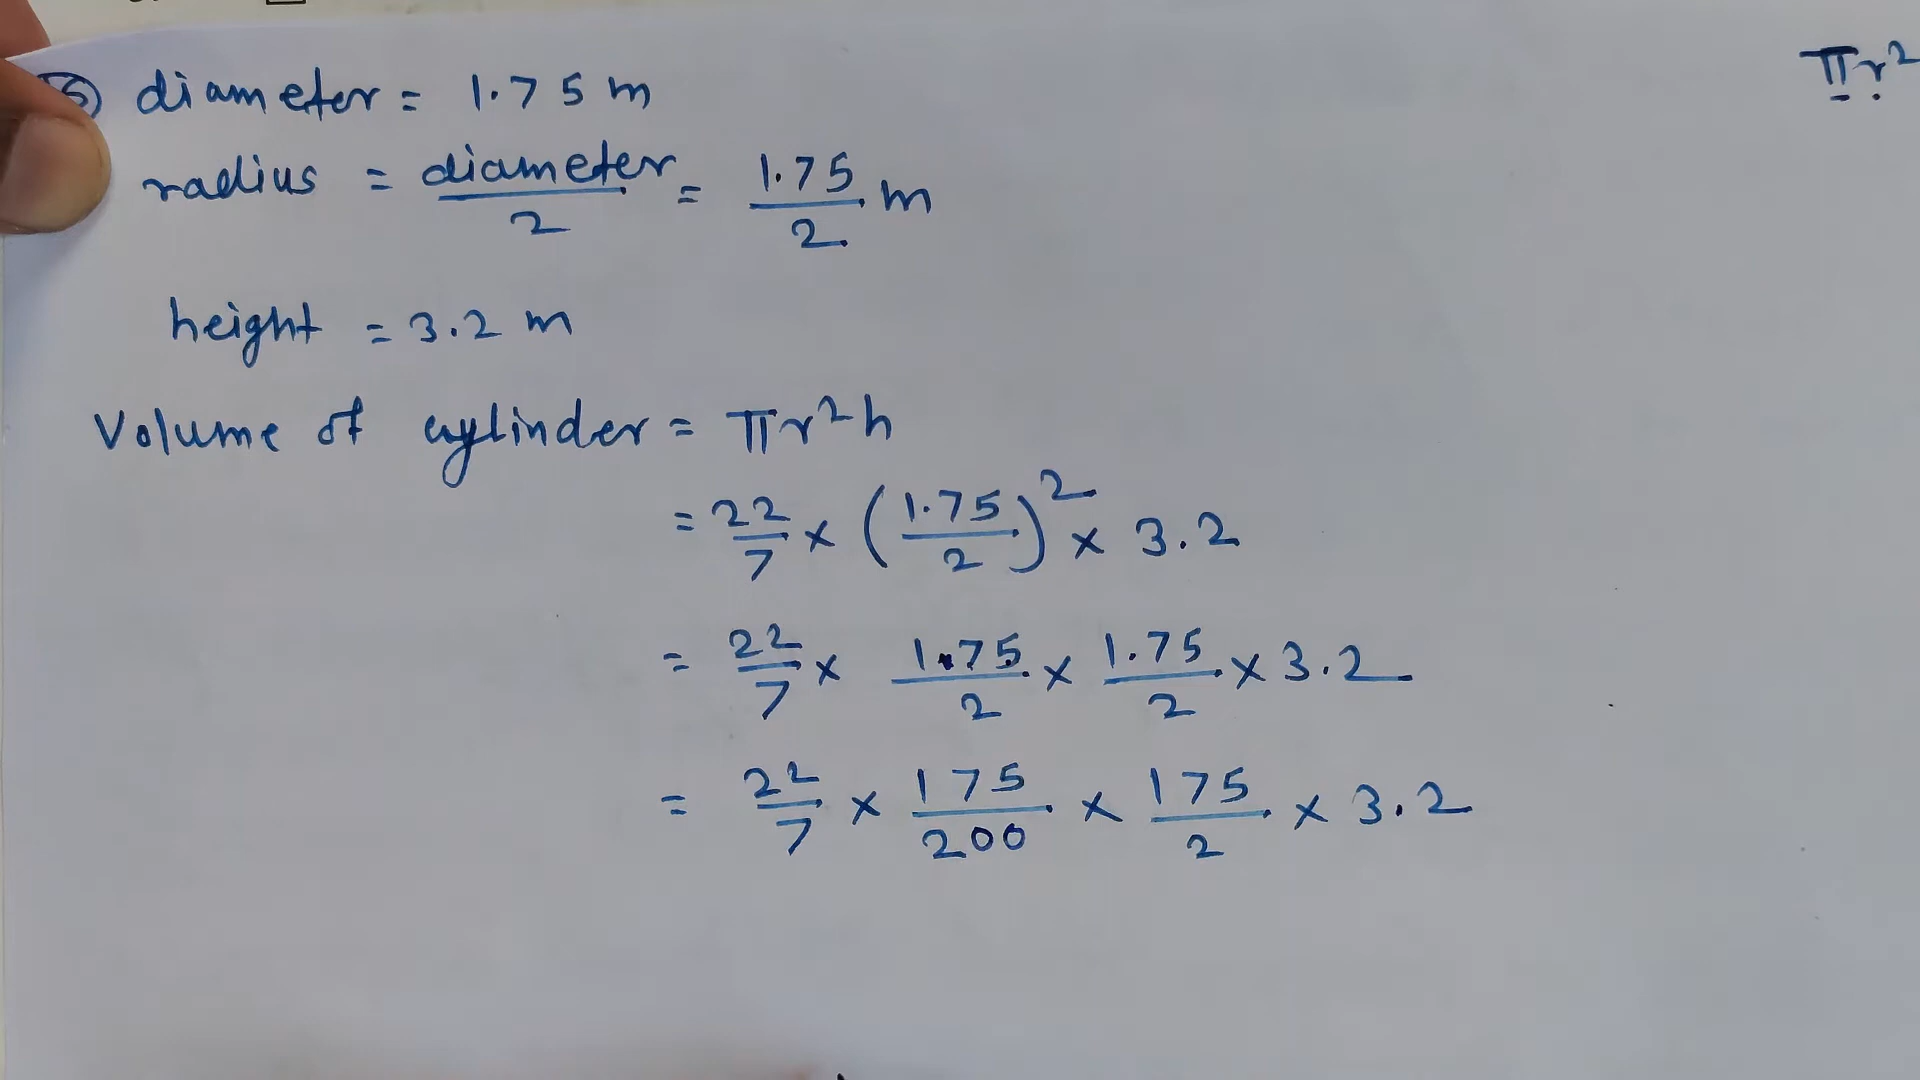 ⑤ diameter = 1.75 m
πr²
radius = diameter/2 = 1.75/2 m
height = 3.2 m
Volume of cylinder = πr²h
= 22/7 × (1.75/2)² × 3.2
= 22/7 × 1.75/2 × 1.75/2 × 3.2
= 22/7 × 175/200 × 175/2 × 3.2